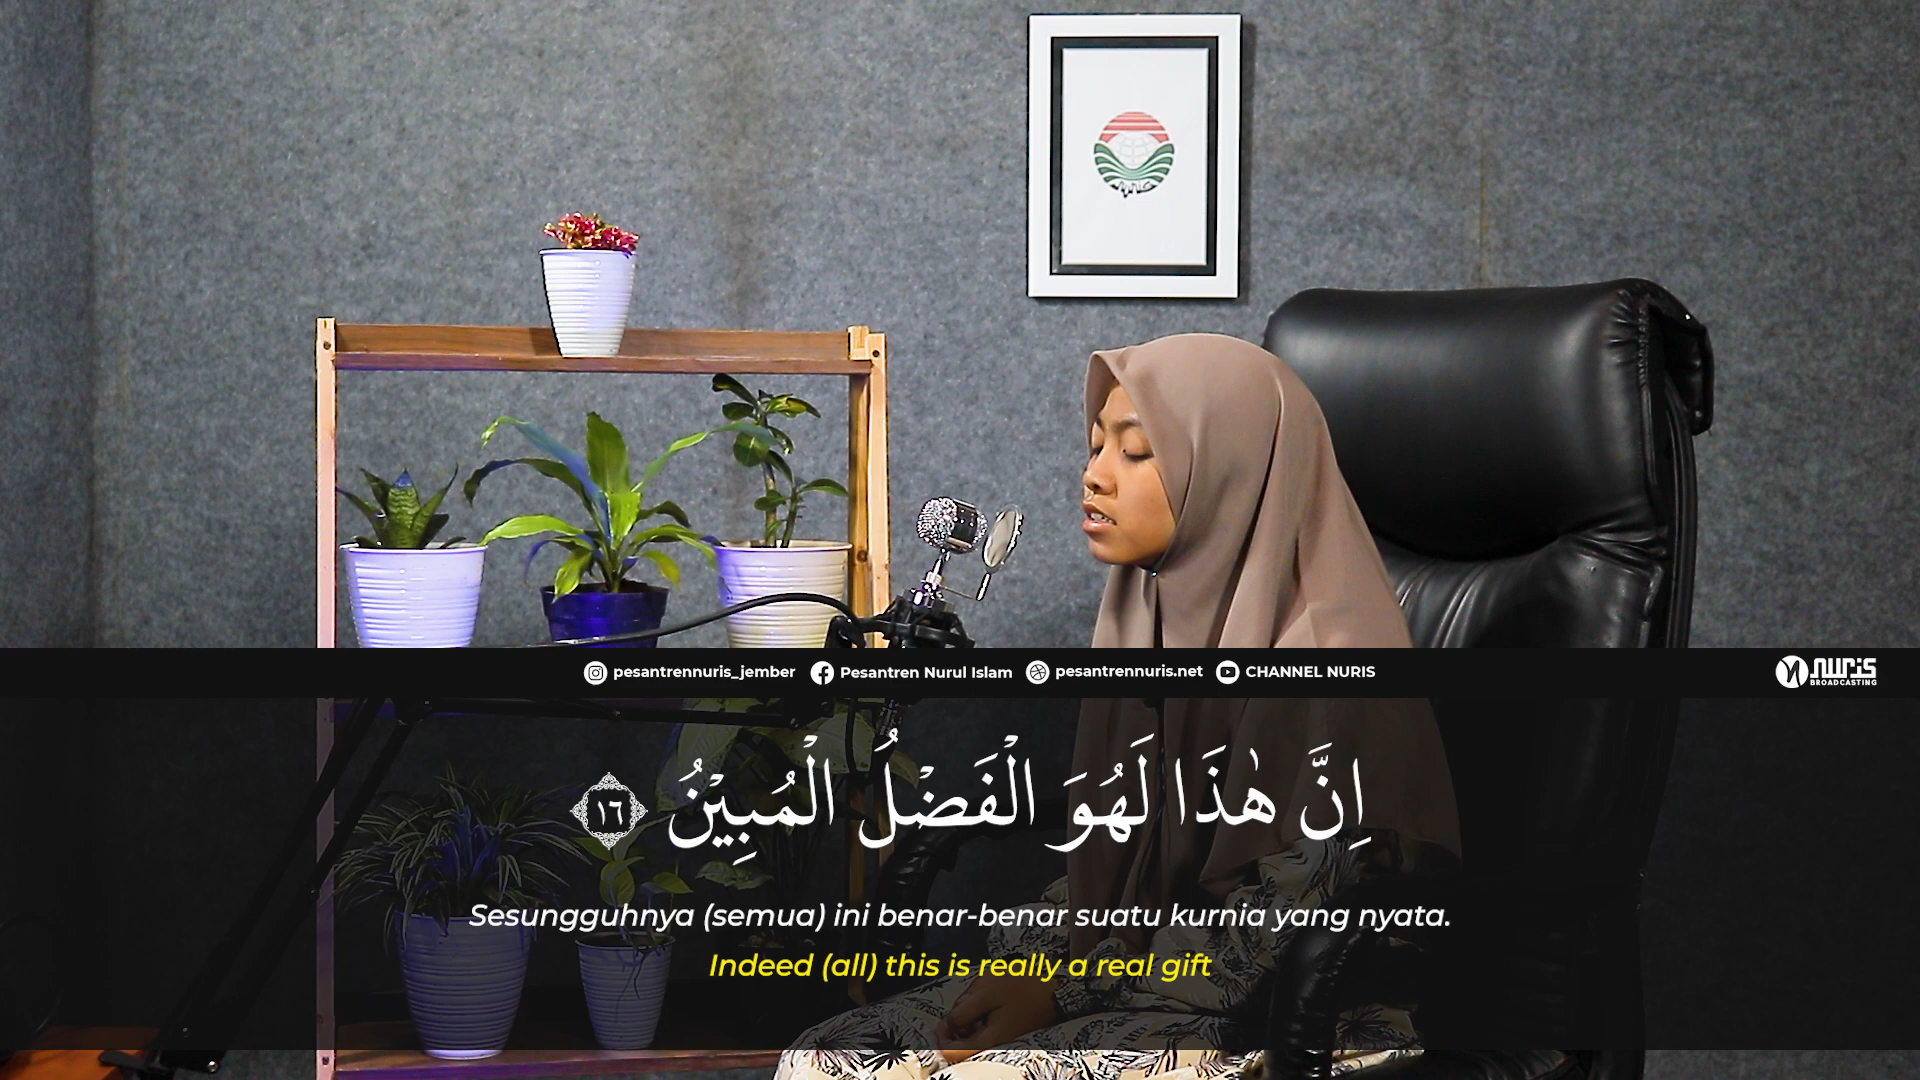 pesantrennuris_jember Pesantren Nurul Islam pesantrennuris.net CHANNEL NURIS
NURIS
BROADCASTING
اِنَّ هٰذَا لَهُوَ الْفَضْلُ الْمُبِيْنُ ١٦
Sesungguhnya (semua) ini benar-benar suatu kurnia yang nyata.
Indeed (all) this is really a real gift